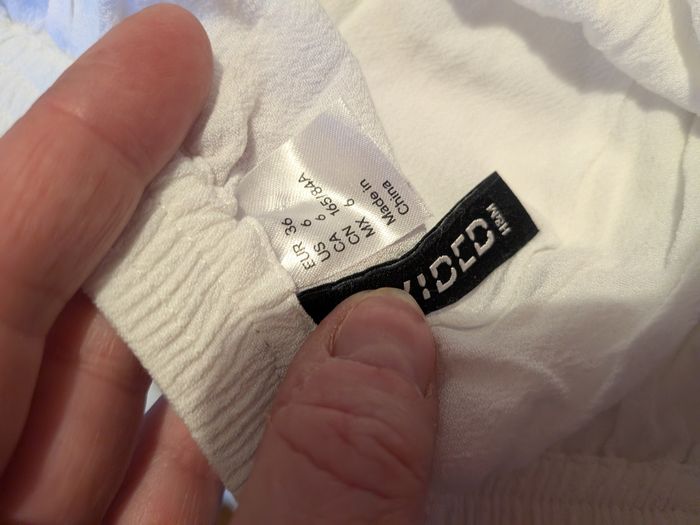 EUR 36
US 6
CA 6
CN 165/84A
MX 6
Made in
China
H&M